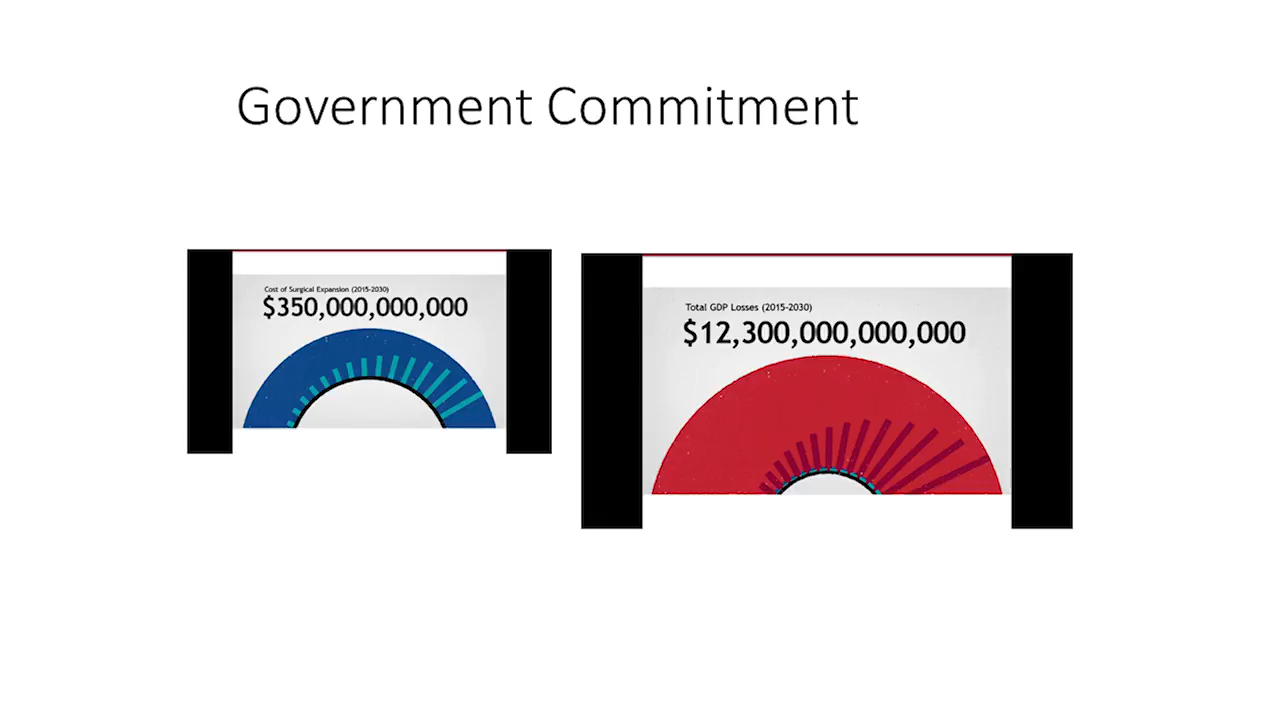 Government Commitment
Cost of Surgical Expansion (2015-2030)
$350,000,000,000
Total GDP Losses (2015-2030)
$12,300,000,000,000